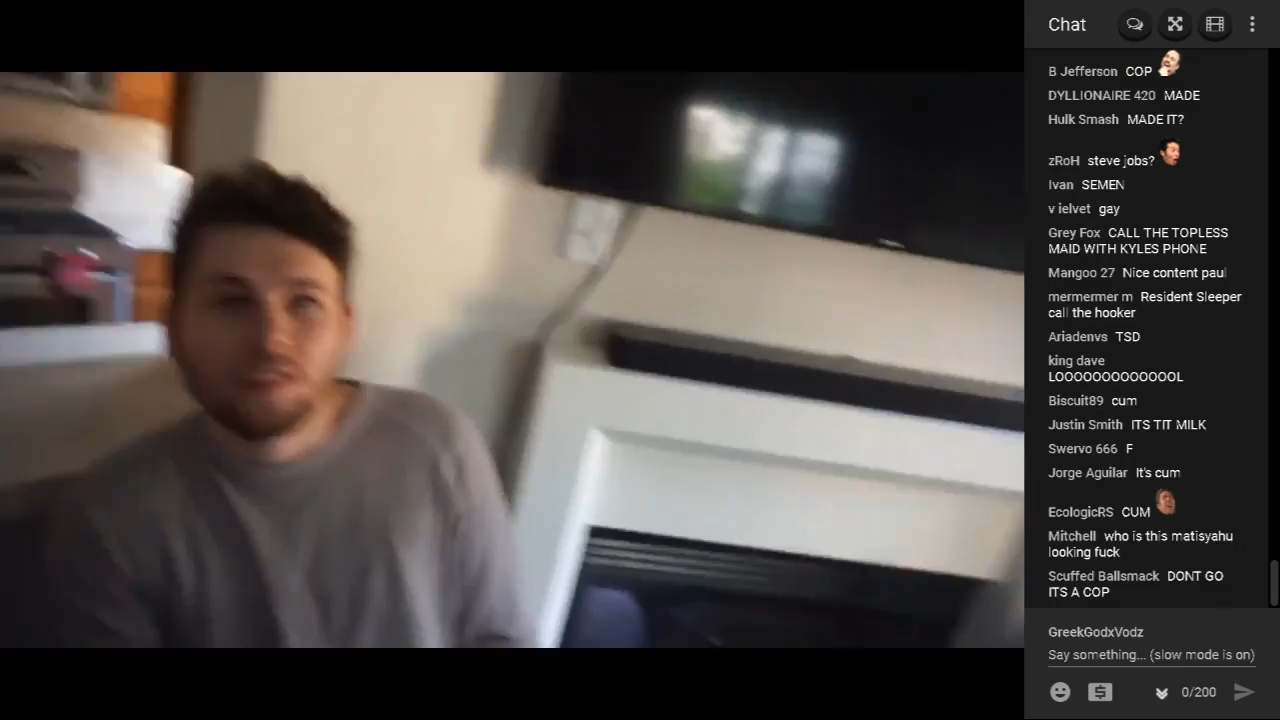 Chat
B Jefferson COP
DYLLIONAIRE 420 MADE
Hulk Smash MADE IT?
zRoH steve jobs?
Ivan SEMEN
v ielvet gay
Grey Fox CALL THE TOPLESS
MAID WITH KYLES PHONE
Mangoo 27 Nice content paul
mermermer m Resident Sleeper
call the hooker
Ariadenvs TSD
king dave
LOOOOOOOOOOOOL
Biscuit89 cum
Justin Smith ITS TIT MILK
Swervo 666 F
Jorge Aguilar It's cum
EcologicRS CUM
Mitchell who is this matisyahu
looking fuck
Scuffed Ballsmack DONT GO
ITS A COP
GreekGodxVodz
Say something... (slow mode is on)
0/200